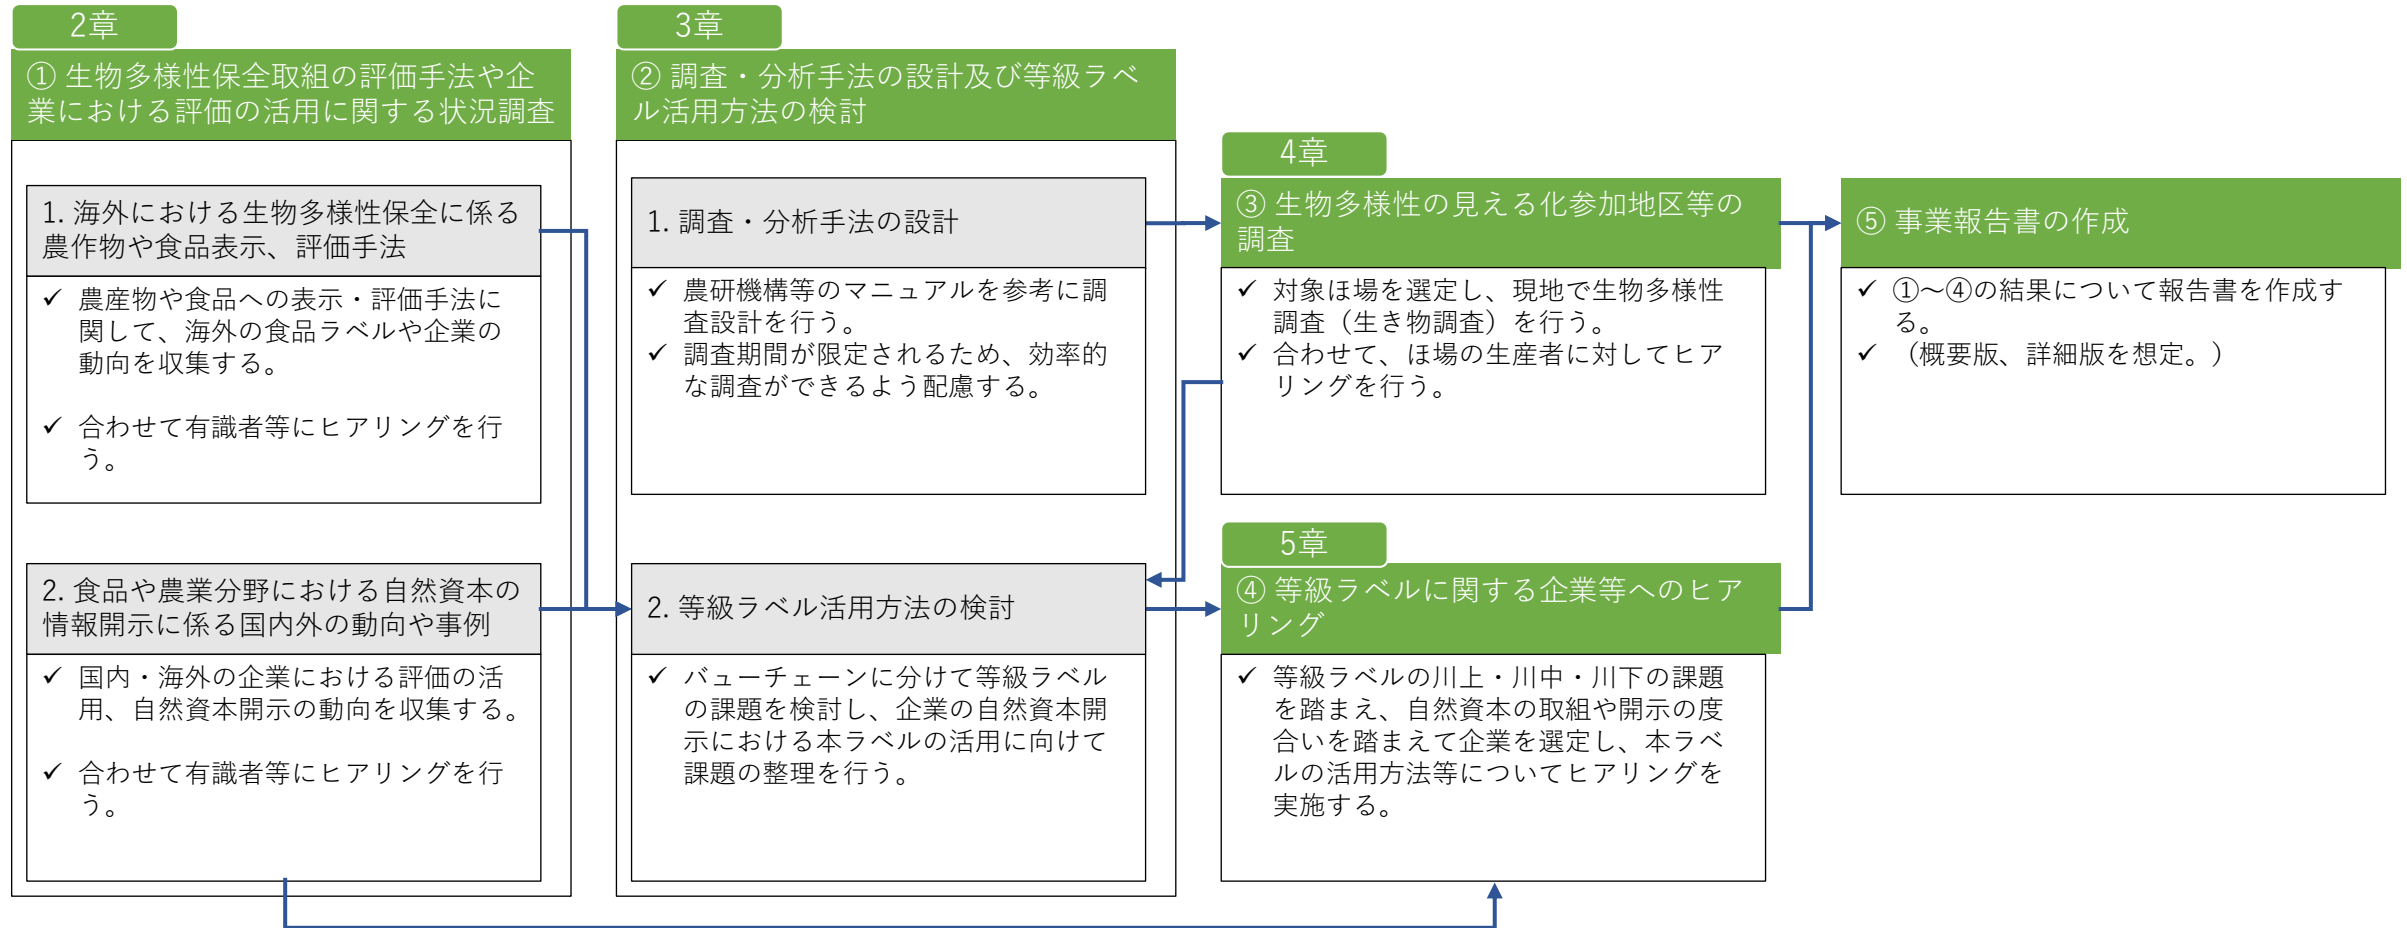 2章
① 生物多様性保全取組の評価手法や企
業における評価の活用に関する状況調査
1. 海外における生物多様性保全に係る
農作物や食品表示、評価手法
✓ 農産物や食品への表示・評価手法に
関して、海外の食品ラベルや企業の
動向を収集する。
✓ 合わせて有識者等にヒアリングを行
う。
2. 食品や農業分野における自然資本の
情報開示に係る国内外の動向や事例
✓ 国内・海外の企業における評価の活
用、自然資本開示の動向を収集する。
✓ 合わせて有識者等にヒアリングを行
う。
3章
② 調査・分析手法の設計及び等級ラベ
ル活用方法の検討
1. 調査・分析手法の設計
✓ 農研機構等のマニュアルを参考に調
査設計を行う。
✓ 調査期間が限定されるため、効率的
な調査ができるよう配慮する。
2. 等級ラベル活用方法の検討
✓ バューチェーンに分けて等級ラベル
の課題を検討し、企業の自然資本開
示における本ラベルの活用に向けて
課題の整理を行う。
4章
③ 生物多様性の見える化参加地区等の
調査
✓ 対象ほ場を選定し、現地で生物多様性
調査（生き物調査）を行う。
✓ 合わせて、ほ場の生産者に対してヒア
リングを行う。
5章
④ 等級ラベルに関する企業等へのヒア
リング
✓ 等級ラベルの川上・川中・川下の課題
を踏まえ、自然資本の取組や開示の度
合いを踏まえて企業を選定し、本ラベ
ルの活用方法等についてヒアリングを
実施する。
⑤ 事業報告書の作成
✓ ①～④の結果について報告書を作成す
る。
✓ （概要版、詳細版を想定。）